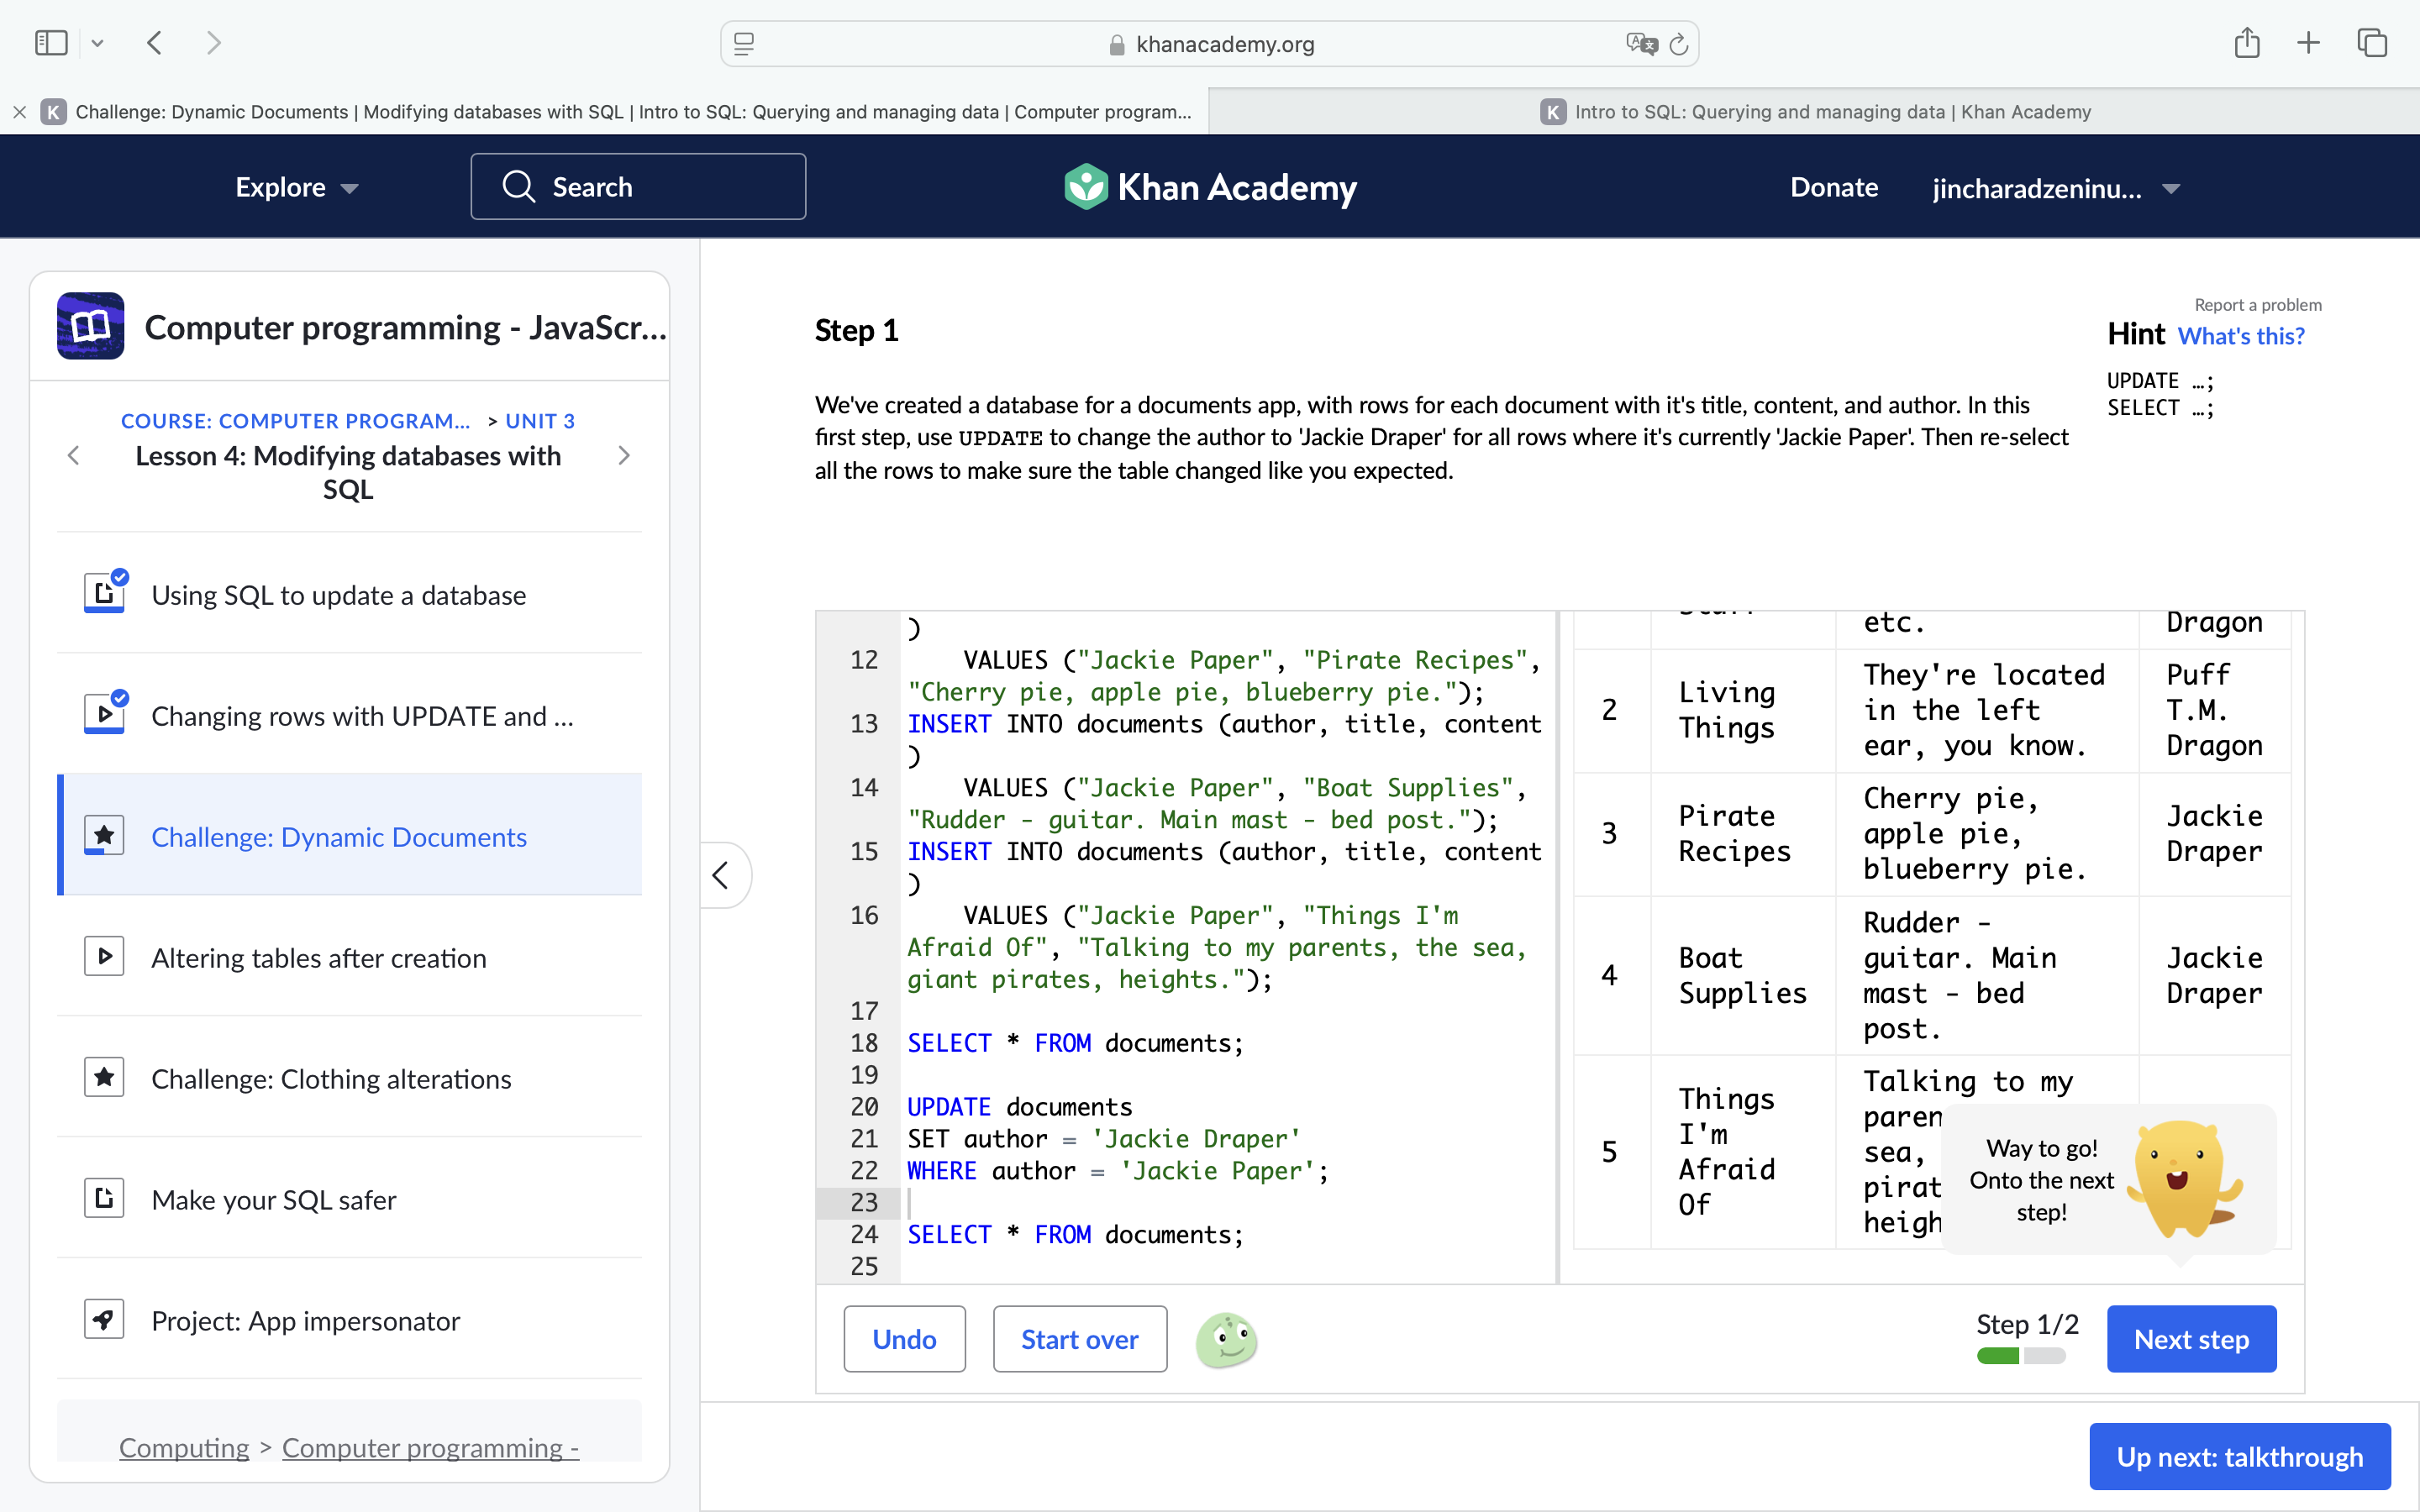 khanacademy.org
Challenge: Dynamic Documents | Modifying databases with SQL | Intro to SQL: Querying and managing data | Computer program...
Intro to SQL: Querying and managing data | Khan Academy
Explore
Search
Khan Academy
Donate
jincharadzeninu...
Computer programming - JavaScr...
COURSE: COMPUTER PROGRAM... > UNIT 3
Lesson 4: Modifying databases with
SQL
Using SQL to update a database
Changing rows with UPDATE and ...
Challenge: Dynamic Documents
Altering tables after creation
Challenge: Clothing alterations
Make your SQL safer
Project: App impersonator
Computing > Computer programming -
Report a problem
Step 1
Hint What's this?
UPDATE …;
SELECT …;
We've created a database for a documents app, with rows for each document with it's title, content, and author. In this
first step, use UPDATE to change the author to 'Jackie Draper' for all rows where it's currently 'Jackie Paper'. Then re-select
all the rows to make sure the table changed like you expected.
)
12 VALUES ("Jackie Paper", "Pirate Recipes",
"Cherry pie, apple pie, blueberry pie.");
13 INSERT INTO documents (author, title, content
)
14 VALUES ("Jackie Paper", "Boat Supplies",
"Rudder - guitar. Main mast - bed post.");
15 INSERT INTO documents (author, title, content
)
16 VALUES ("Jackie Paper", "Things I'm
Afraid Of", "Talking to my parents, the sea,
giant pirates, heights.");
17
18 SELECT * FROM documents;
19
20 UPDATE documents
21 SET author = 'Jackie Draper'
22 WHERE author = 'Jackie Paper';
23
24 SELECT * FROM documents;
25
etc.
Dragon
2
Living
Things
They're located
in the left
ear, you know.
Puff
T.M.
Dragon
3
Pirate
Recipes
Cherry pie,
apple pie,
blueberry pie.
Jackie
Draper
4
Boat
Supplies
Rudder -
guitar. Main
mast - bed
post.
Jackie
Draper
5
Things
I'm
Afraid
Of
Talking to my
paren
sea,
pirat
heigh
Way to go!
Onto the next
step!
Undo
Start over
Step 1/2
Next step
Up next: talkthrough